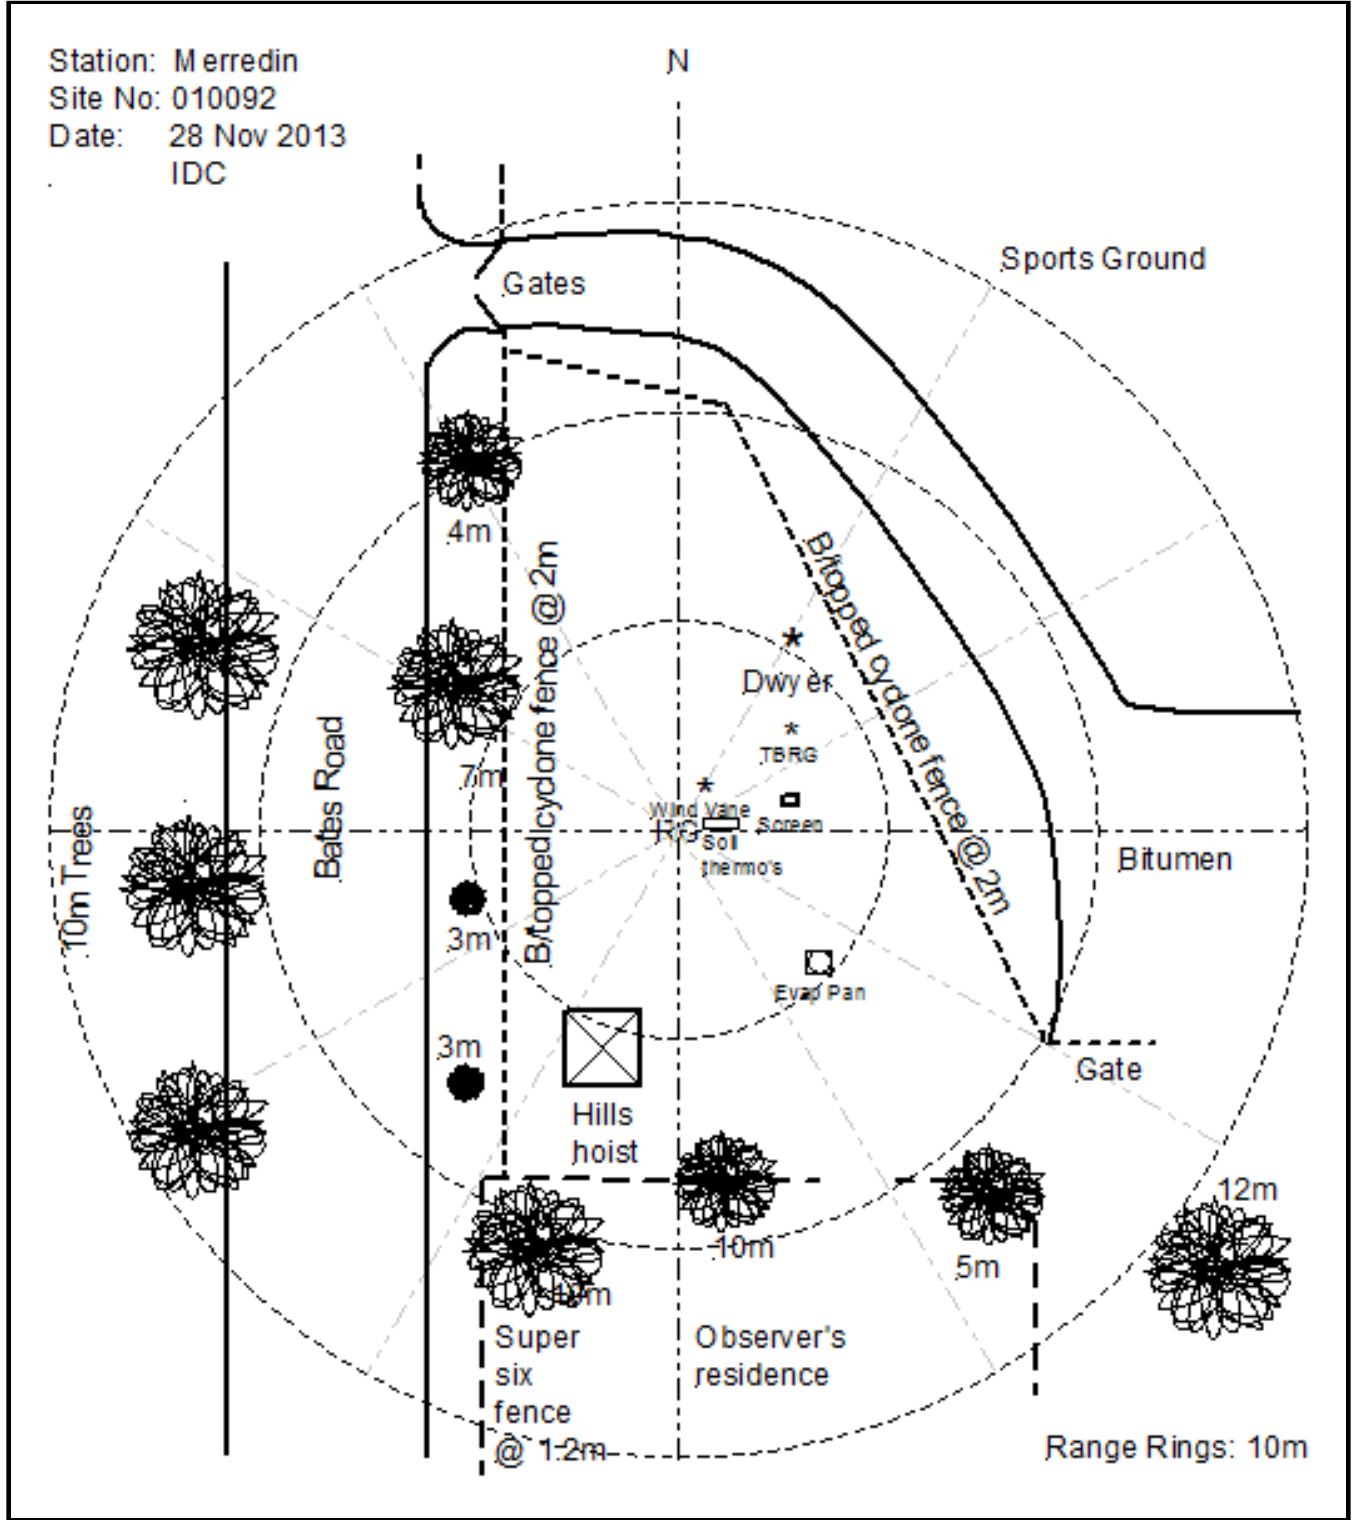 Station: Merredin
Site No: 010092
Date: 28 Nov 2013
IDC
N
Sports Ground
Gates
4m
B/topped cyclone fence @ 2m
B/topped cyclone fence @ 2m
Dwyer
7m
TBRG
Bates Road
Wind Vane
RG
Screen
Soil
thermo's
10m Trees
Bitumen
3m
Evap Pan
3m
Gate
Hills
hoist
12m
10m
5m
10m
Super
six
fence
@ 1.2m
Observer's
residence
Range Rings: 10m